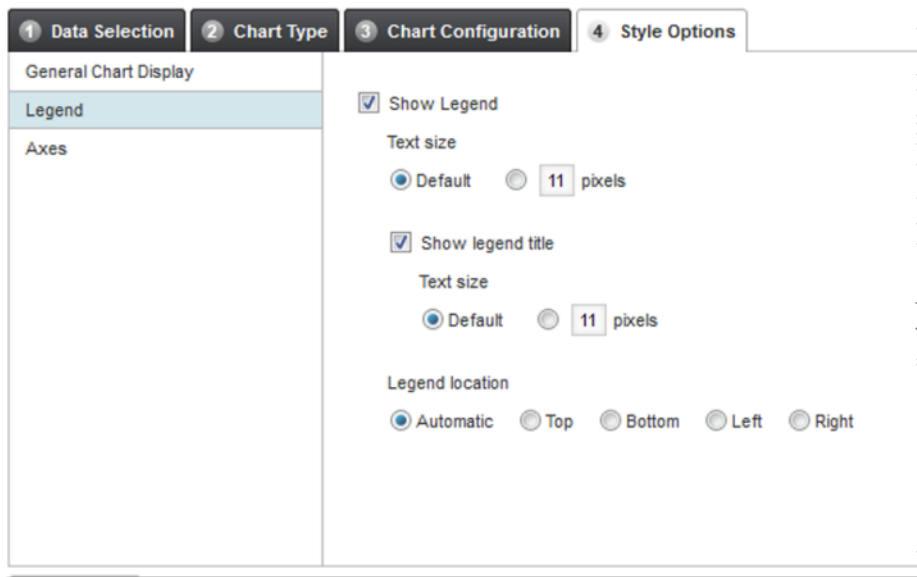 1 Data Selection 2 Chart Type 3 Chart Configuration 4 Style Options
General Chart Display
Legend
Axes
Show Legend
Text size
Default 11 pixels
Show legend title
Text size
Default 11 pixels
Legend location
Automatic Top Bottom Left Right